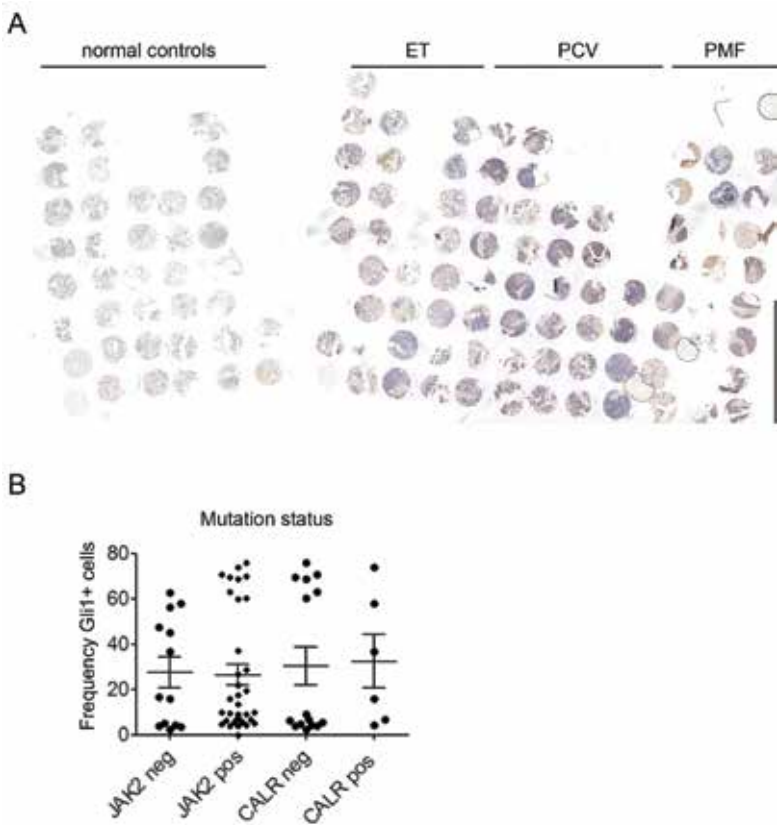 A
normal controls ET PCV PMF
B
Mutation status
Frequency Gli1+ cells
80
60
40
20
0
JAK2 neg
JAK2 pos
CALR neg
CALR pos